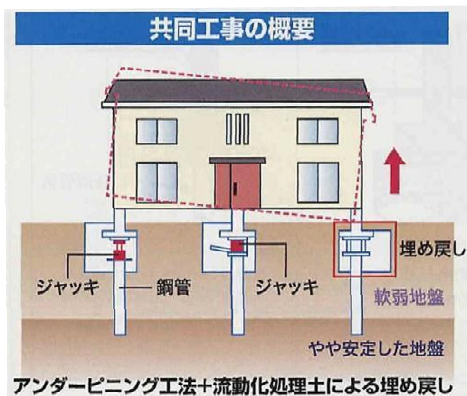 共同工事の概要
埋め戻し
ジャッキ
鋼管
ジャッキ
軟弱地盤
やや安定した地盤
アンダーピニング工法+流動化処理土による埋め戻し